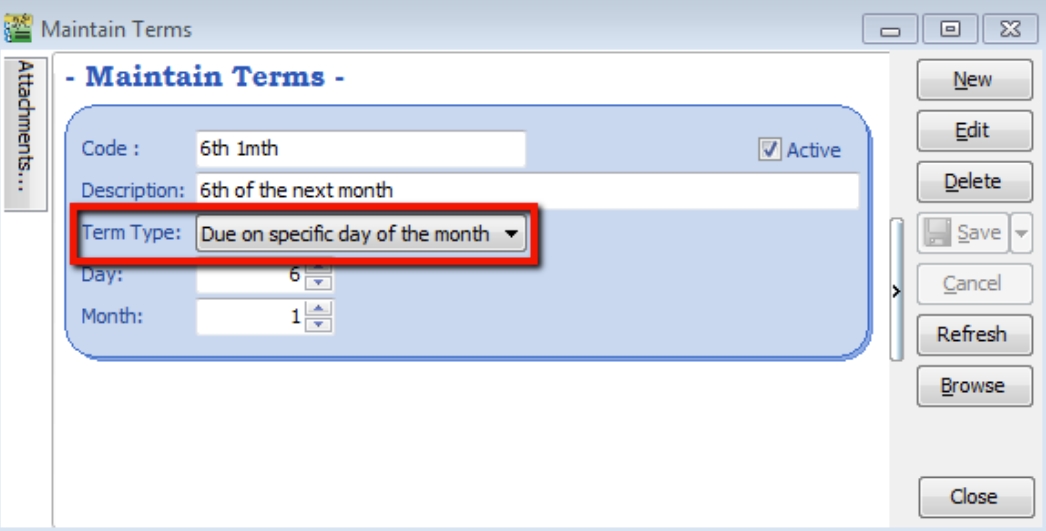 Maintain Terms
Attachments...
- Maintain Terms -
Code : 6th 1mth Active
Description: 6th of the next month
Term Type: Due on specific day of the month
Day: 6
Month: 1
New
Edit
Delete
Save
Cancel
Refresh
Browse
Close